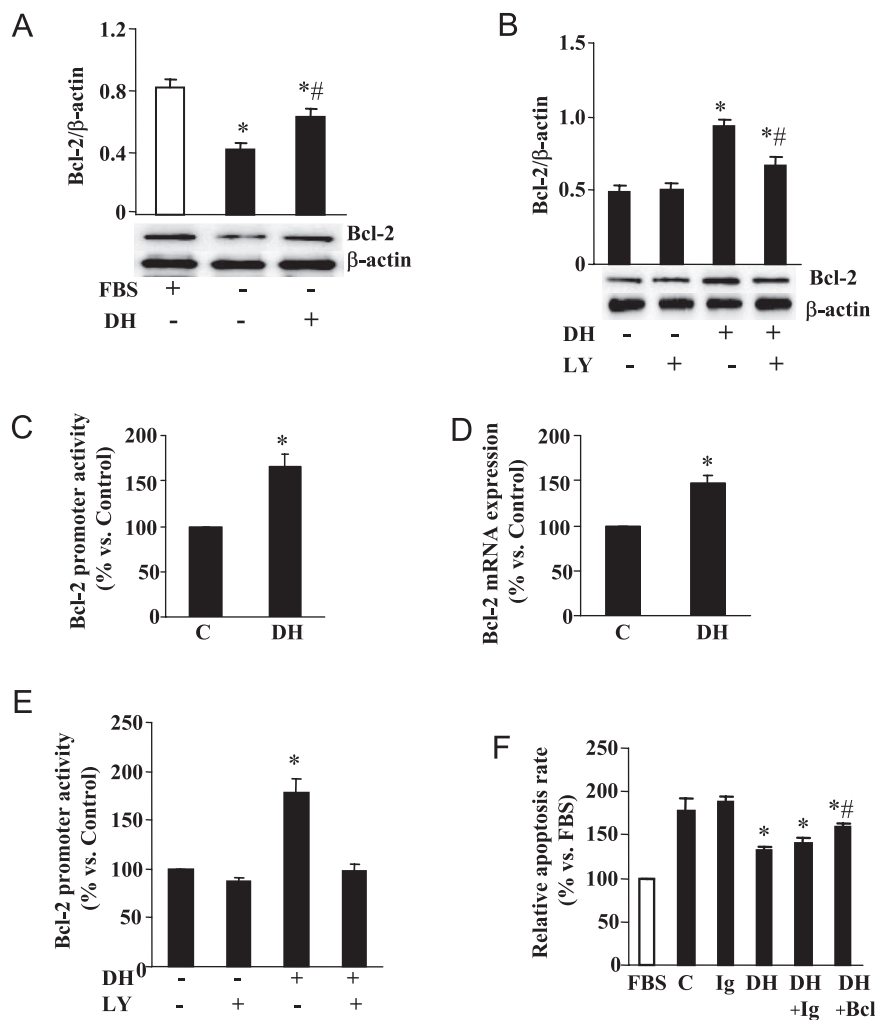 A
Bcl-2/β-actin
1.2
0.8
0.4
0
*
*#
Bcl-2
β-actin
FBS + - -
DH - - +
B
Bcl-2/β-actin
1.5
1.0
0.5
0
*
*#
Bcl-2
β-actin
DH - - + +
LY - + - +
C
Bcl-2 promoter activity
(% vs. Control)
200
150
100
50
0
*
C DH
D
Bcl-2 mRNA expression
(% vs. Control)
200
150
100
50
0
*
C DH
E
Bcl-2 promoter activity
(% vs. Control)
250
200
150
100
50
0
*
DH - - + +
LY - + - +
F
Relative apoptosis rate
(% vs. FBS)
250
200
150
100
50
0
* * *#
FBS C Ig DH DH DH
+Ig +Bcl